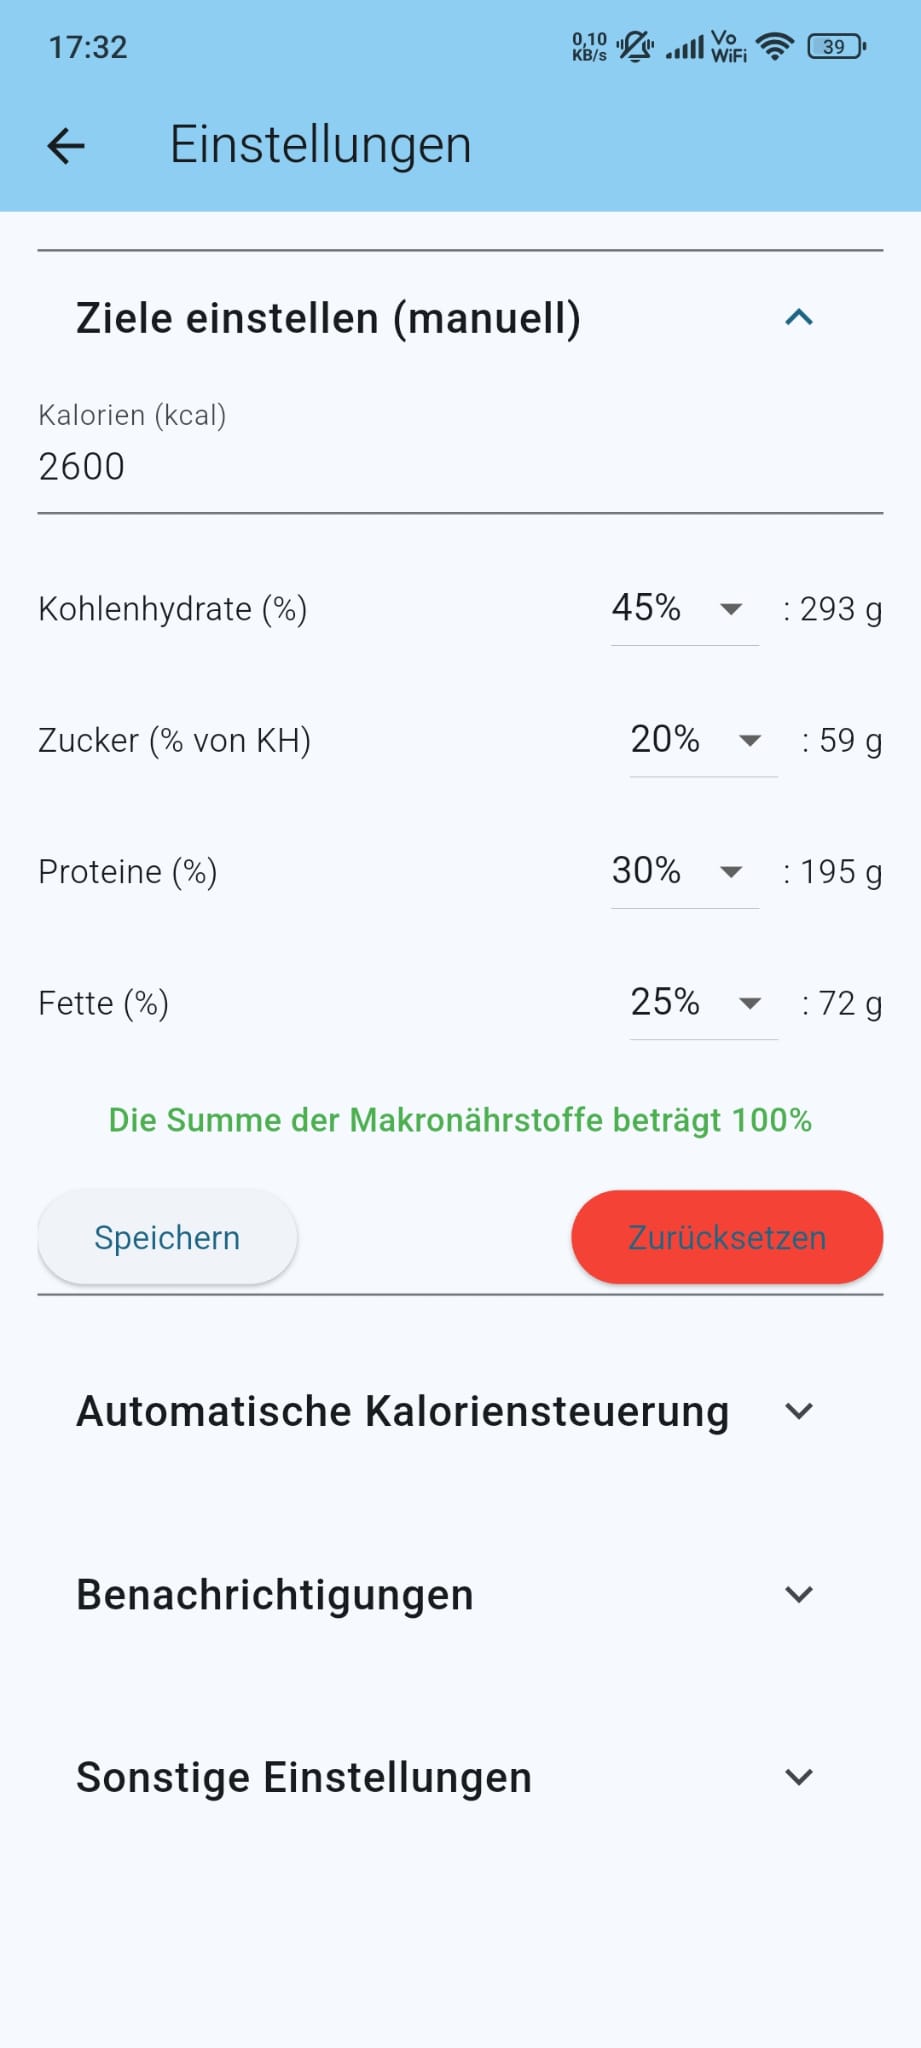 17:32
0,10
KB/s
Vo
WiFi
39
Einstellungen
Ziele einstellen (manuell)
Kalorien (kcal)
2600
Kohlenhydrate (%) 45% : 293 g
Zucker (% von KH) 20% : 59 g
Proteine (%) 30% : 195 g
Fette (%) 25% : 72 g
Die Summe der Makronährstoffe beträgt 100%
Speichern Zurücksetzen
Automatische Kaloriensteuerung
Benachrichtigungen
Sonstige Einstellungen